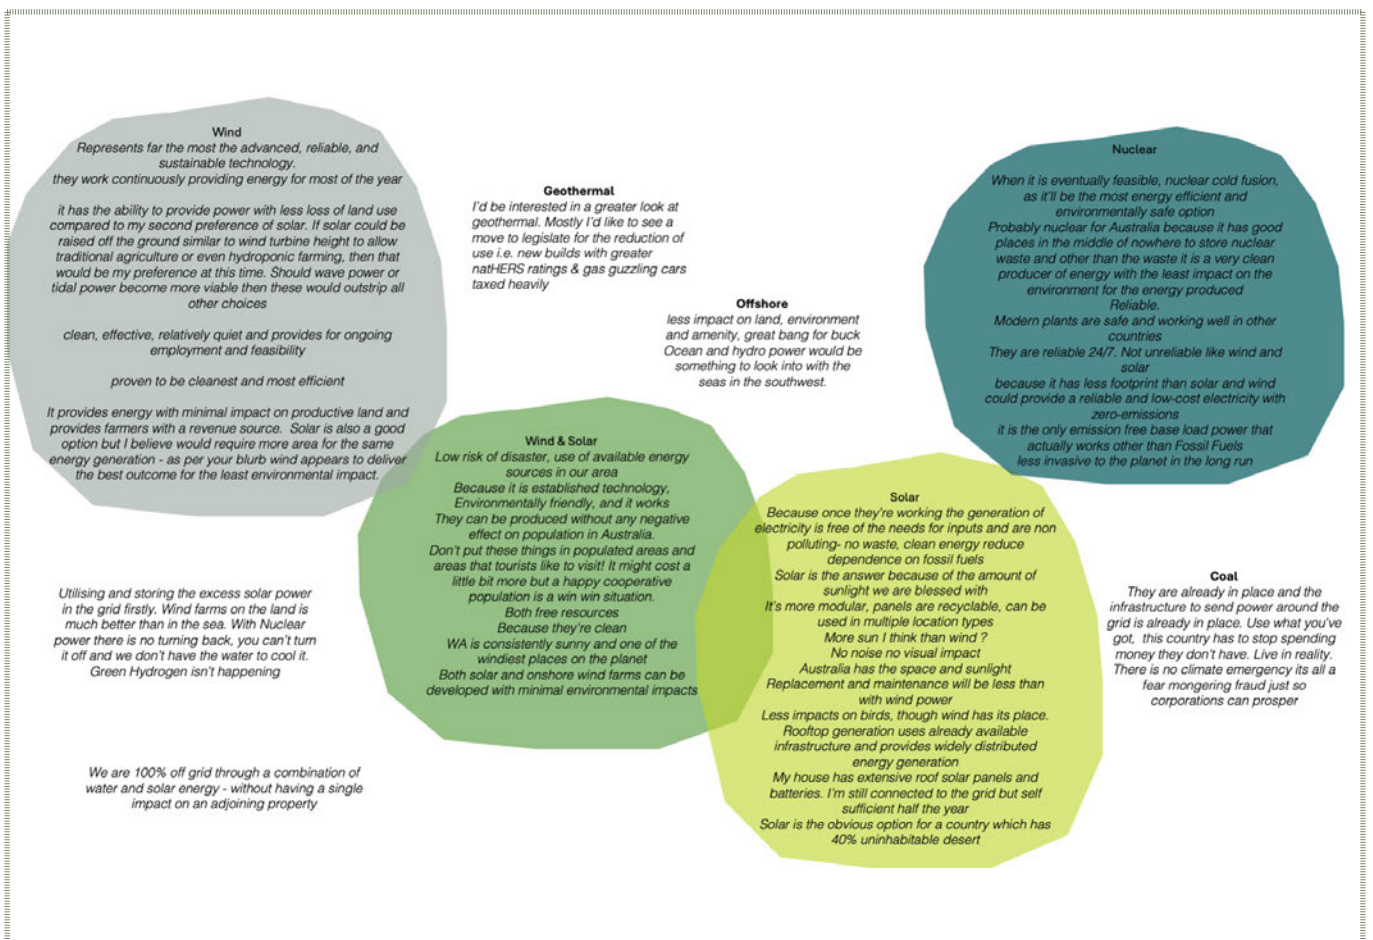 Wind
Represents far the most the advanced, reliable, and
sustainable technology.
they work continuously providing energy for most of the year
it has the ability to provide power with less loss of land use
compared to my second preference of solar. If solar could be
raised off the ground similar to wind turbine height to allow
traditional agriculture or even hydroponic farming, then that
would be my preference at this time. Should wave power or
tidal power become more viable then these would outstrip all
other choices
clean, effective, relatively quiet and provides for ongoing
employment and feasibility
proven to be cleanest and most efficient
It provides energy with minimal impact on productive land and
provides farmers with a revenue source.  Solar is also a good
option but I believe would require more area for the same
energy generation - as per your blurb wind appears to deliver
the best outcome for the least environmental impact.
Geothermal
I'd be interested in a greater look at
geothermal. Mostly I'd like to see a
move to legislate for the reduction of
use i.e. new builds with greater
natHERS ratings & gas guzzling cars
taxed heavily
Offshore
less impact on land, environment
and amenity, great bang for buck
Ocean and hydro power would be
something to look into with the
seas in the southwest.
Nuclear
When it is eventually feasible, nuclear cold fusion,
as it'll be the most energy efficient and
environmentally safe option
Probably nuclear for Australia because it has good
places in the middle of nowhere to store nuclear
waste and other than the waste it is a very clean
producer of energy with the least impact on the
environment for the energy produced
Reliable.
Modern plants are safe and working well in other
countries
They are reliable 24/7. Not unreliable like wind and
solar
because it has less footprint than solar and wind
could provide a reliable and low-cost electricity with
zero-emissions
it is the only emission free base load power that
actually works other than Fossil Fuels
less invasive to the planet in the long run
Wind & Solar
Low risk of disaster, use of available energy
sources in our area
Because it is established technology,
Environmentally friendly, and it works
They can be produced without any negative
effect on population in Australia.
Don't put these things in populated areas and
areas that tourists like to visit! It might cost a
little bit more but a happy cooperative
population is a win win situation.
Both free resources
Because they're clean
WA is consistently sunny and one of the
windiest places on the planet
Both solar and onshore wind farms can be
developed with minimal environmental impacts
Solar
Because once they're working the generation of
electricity is free of the needs for inputs and are non
polluting- no waste, clean energy reduce
dependence on fossil fuels
Solar is the answer because of the amount of
sunlight we are blessed with
It's more modular, panels are recyclable, can be
used in multiple location types
More sun I think than wind ?
No noise no visual impact
Australia has the space and sunlight
Replacement and maintenance will be less than
with wind power
Less impacts on birds, though wind has its place.
Rooftop generation uses already available
infrastructure and provides widely distributed
energy generation
My house has extensive roof solar panels and
batteries. I'm still connected to the grid but self
sufficient half the year
Solar is the obvious option for a country which has
40% uninhabitable desert
Coal
They are already in place and the
infrastructure to send power around the
grid is already in place. Use what you've
got,  this country has to stop spending
money they don't have. Live in reality.
There is no climate emergency its all a
fear mongering fraud just so
corporations can prosper
Utilising and storing the excess solar power
in the grid firstly. Wind farms on the land is
much better than in the sea. With Nuclear
power there is no turning back, you can't turn
it off and we don't have the water to cool it.
Green Hydrogen isn't happening
We are 100% off grid through a combination of
water and solar energy - without having a single
impact on an adjoining property